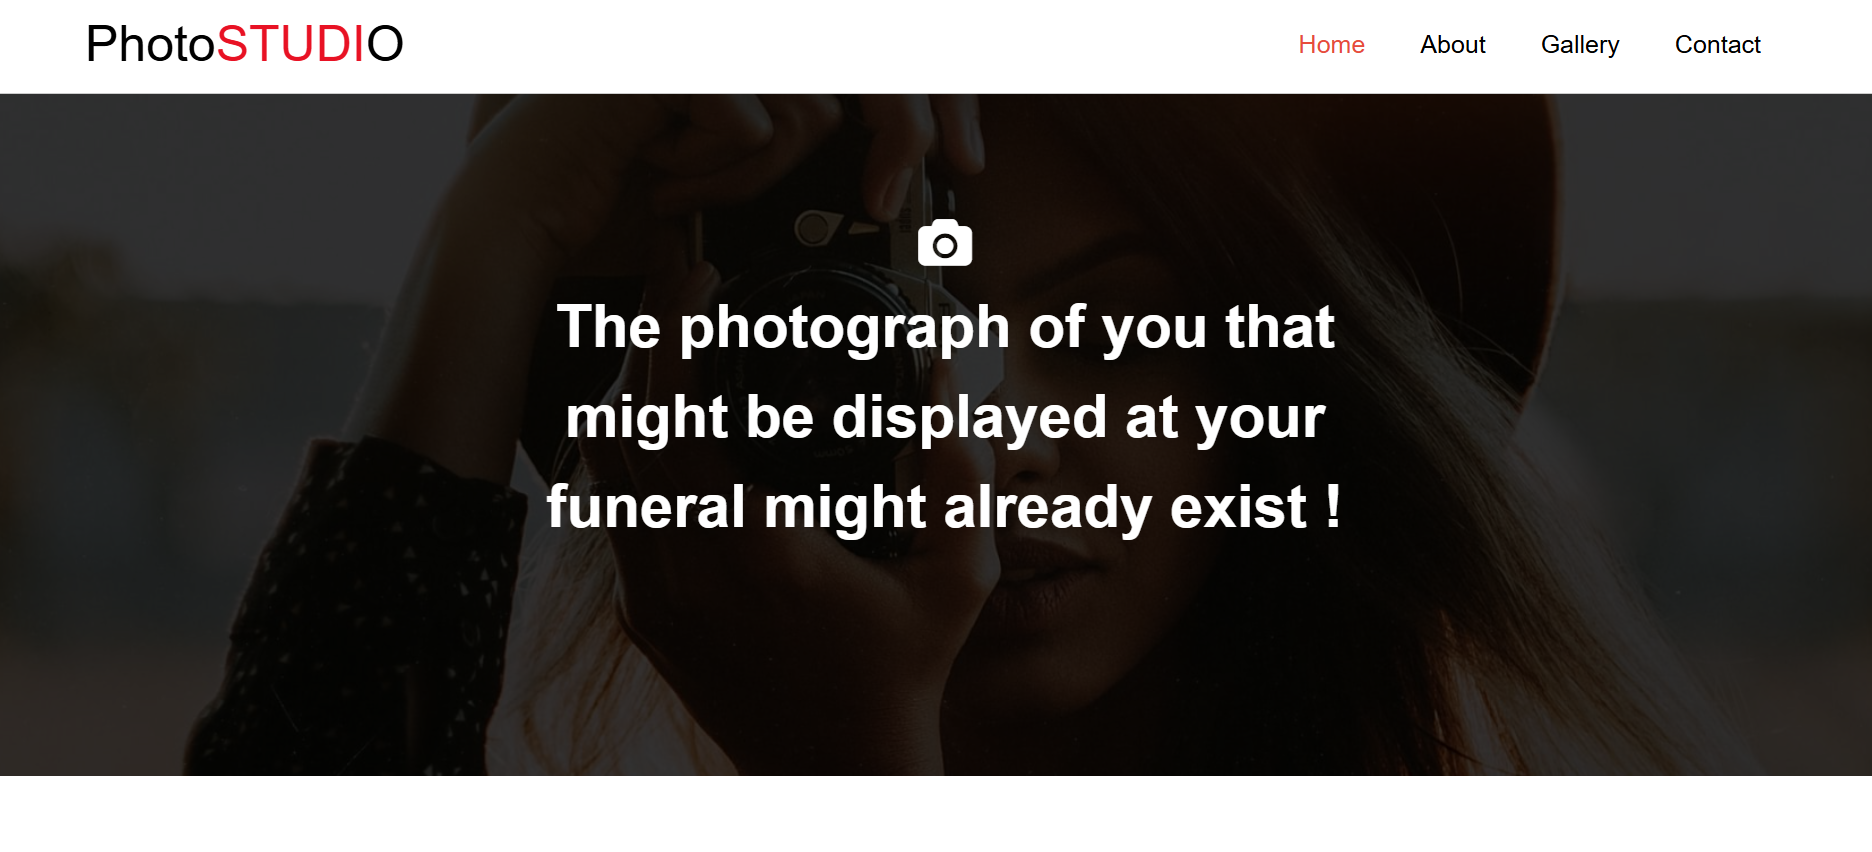 PhotoSTUDIO
Home About Gallery Contact
The photograph of you that
might be displayed at your
funeral might already exist !